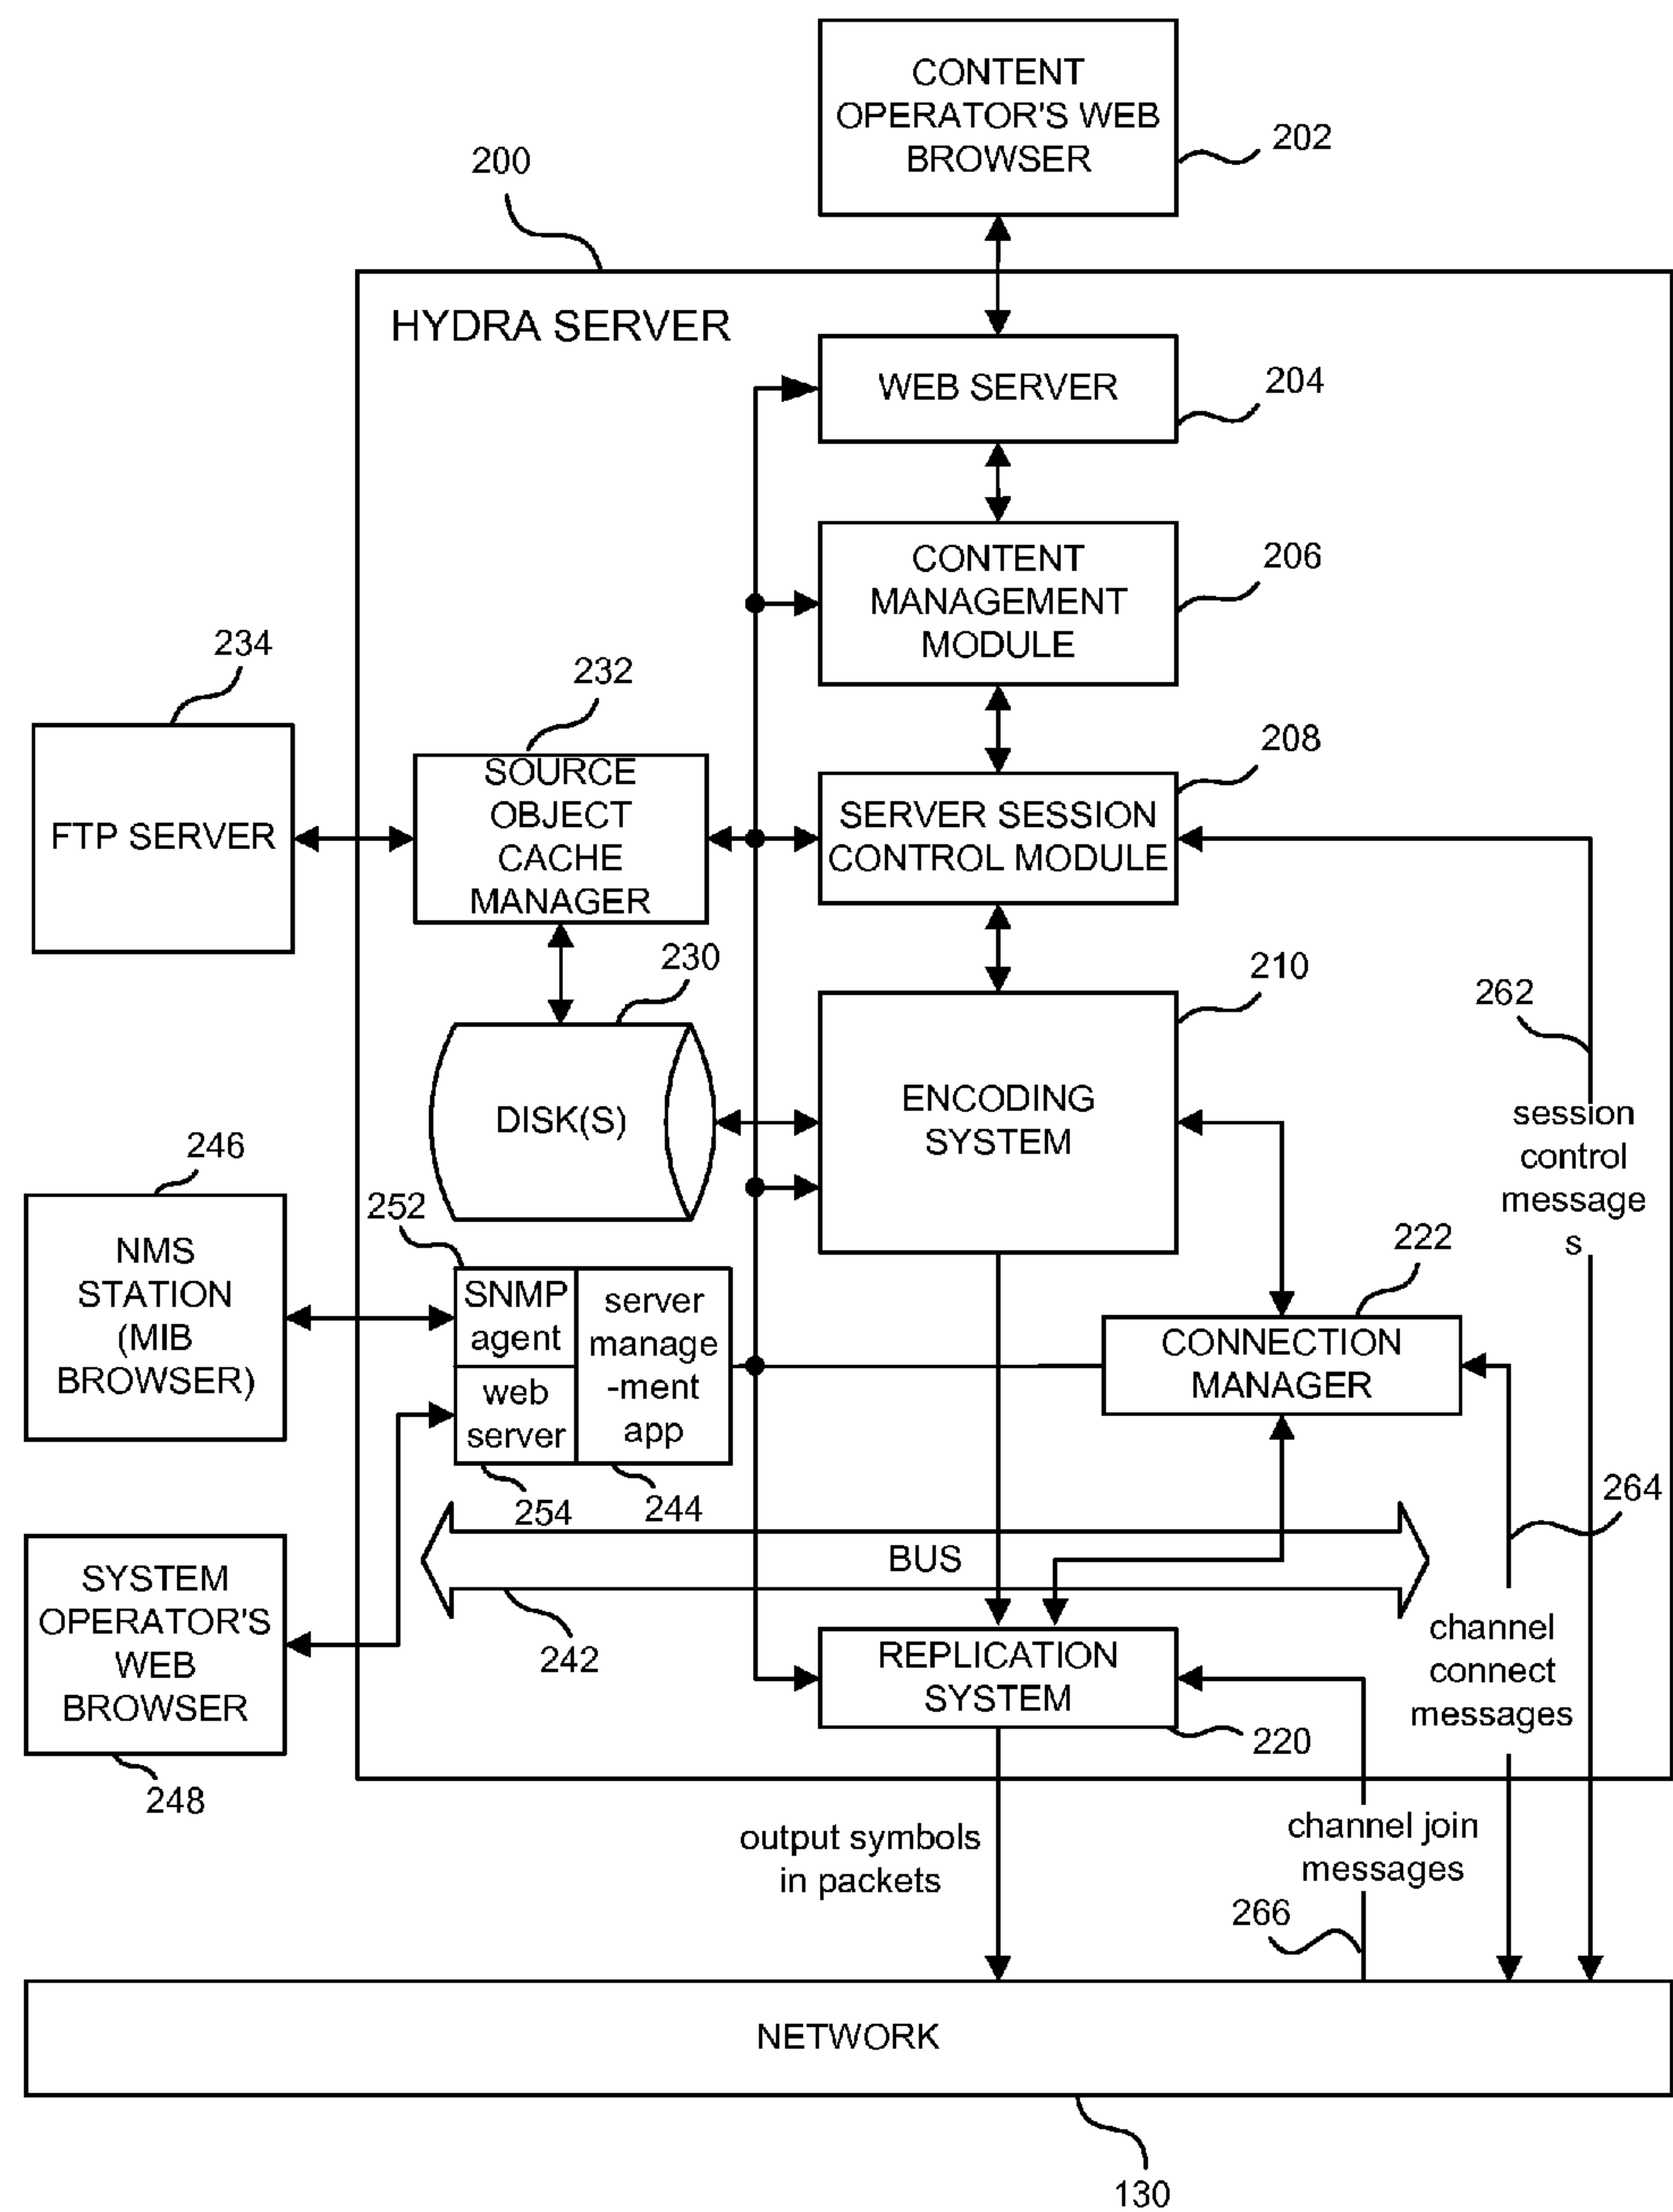 CONTENT
OPERATOR'S WEB
BROWSER
202
200
HYDRA SERVER
WEB SERVER
204
CONTENT
MANAGEMENT
MODULE
206
234
232
208
FTP SERVER
SOURCE
OBJECT
CACHE
MANAGER
SERVER SESSION
CONTROL MODULE
230
210
262
DISK(S)
ENCODING
SYSTEM
session
control
message
s
246
252
222
NMS
STATION
(MIB
BROWSER)
SNMP
agent
web
server
server
manage
-ment
app
CONNECTION
MANAGER
254
244
264
BUS
SYSTEM
OPERATOR'S
WEB
BROWSER
242
REPLICATION
SYSTEM
channel
connect
messages
220
248
output symbols
in packets
channel join
messages
266
NETWORK
130